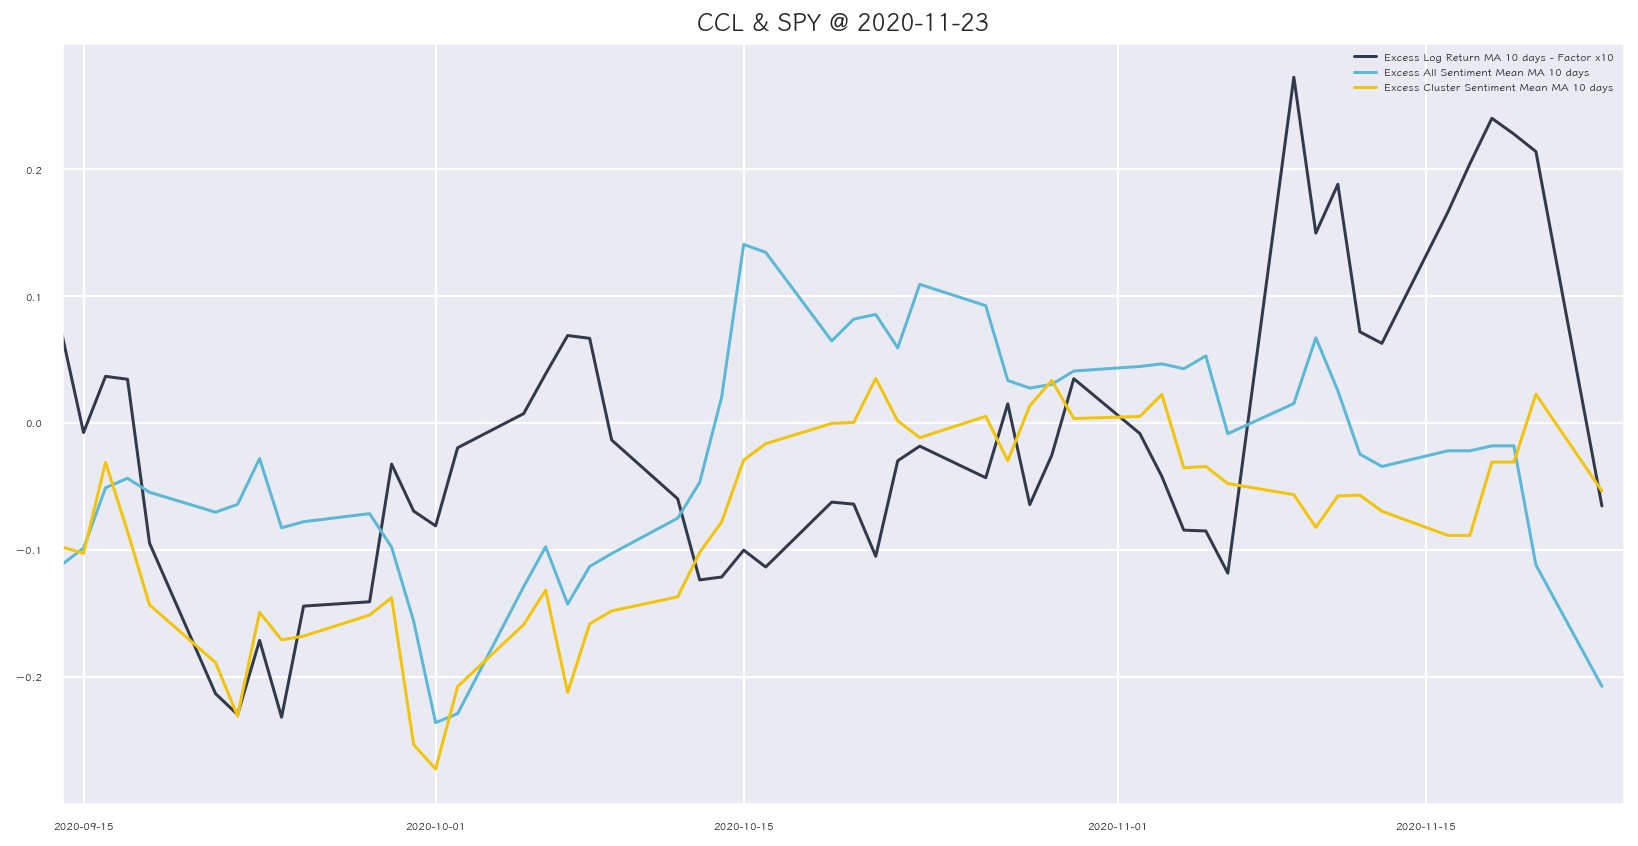 CCL & SPY @ 2020-11-23
Excess Log Return MA 10 days - Factor x10
Excess All Sentiment Mean MA 10 days
Excess Cluster Sentiment Mean MA 10 days
0.2
0.1
0.0
−0.1
−0.2
2020-09-15
2020-10-01
2020-10-15
2020-11-01
2020-11-15